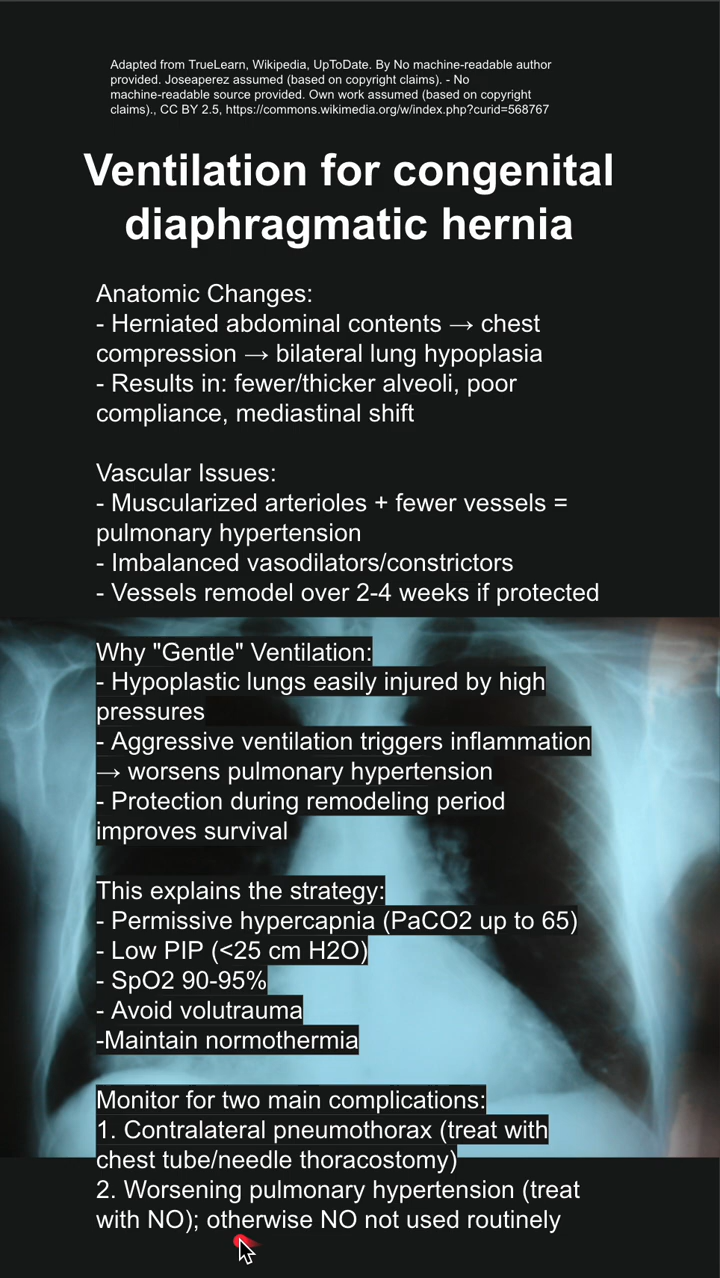 Adapted from TrueLearn, Wikipedia, UpToDate. By No machine-readable author
provided. Joseaperez assumed (based on copyright claims). - No
machine-readable source provided. Own work assumed (based on copyright
claims)., CC BY 2.5, https://commons.wikimedia.org/w/index.php?curid=568767
Ventilation for congenital
diaphragmatic hernia
Anatomic Changes:
- Herniated abdominal contents → chest
compression → bilateral lung hypoplasia
- Results in: fewer/thicker alveoli, poor
compliance, mediastinal shift
Vascular Issues:
- Muscularized arterioles + fewer vessels =
pulmonary hypertension
- Imbalanced vasodilators/constrictors
- Vessels remodel over 2-4 weeks if protected
Why "Gentle" Ventilation:
- Hypoplastic lungs easily injured by high
pressures
- Aggressive ventilation triggers inflammation
→ worsens pulmonary hypertension
- Protection during remodeling period
improves survival
This explains the strategy:
- Permissive hypercapnia (PaCO2 up to 65)
- Low PIP (<25 cm H2O)
- SpO2 90-95%
- Avoid volutrauma
-Maintain normothermia
Monitor for two main complications:
1. Contralateral pneumothorax (treat with
chest tube/needle thoracostomy)
2. Worsening pulmonary hypertension (treat
with NO); otherwise NO not used routinely